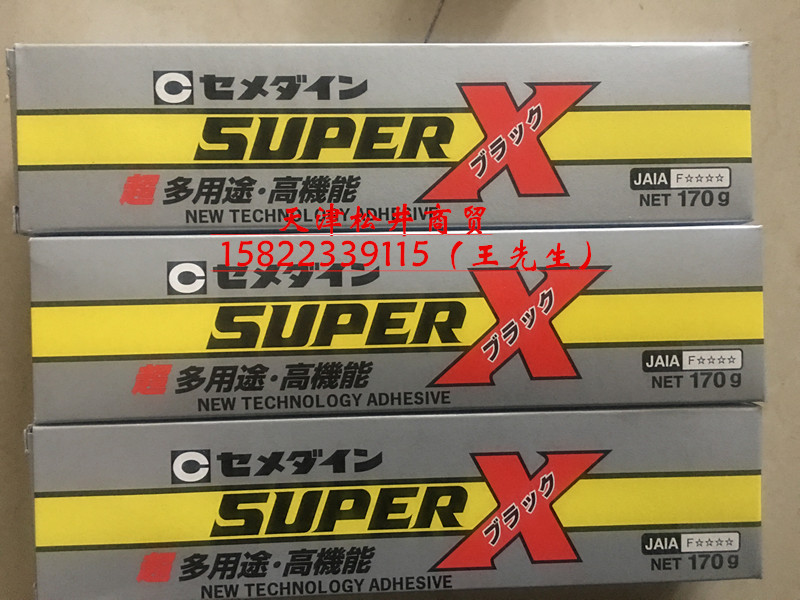 セメダイン
SUPER X
ブラック
超 多用途・高機能
JAIA F☆☆☆☆
NEW TECHNOLOGY ADHESIVE
NET 170g
天津松井商贸
15822339115（王先生）
セメダイン
SUPER X
ブラック
超 多用途・高機能
JAIA F☆☆☆☆
NEW TECHNOLOGY ADHESIVE
NET 170g
セメダイン
SUPER X
ブラック
超 多用途・高機能
JAIA F☆☆☆☆
NEW TECHNOLOGY ADHESIVE
NET 170g